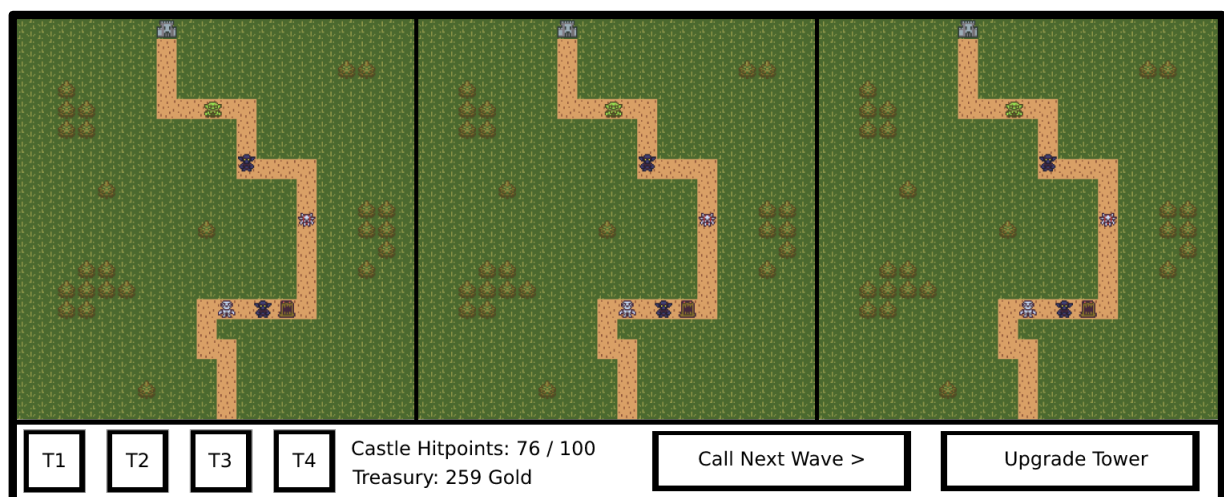 T1
T2
T3
T4
Castle Hitpoints: 76 / 100
Treasury: 259 Gold
Call Next Wave >
Upgrade Tower